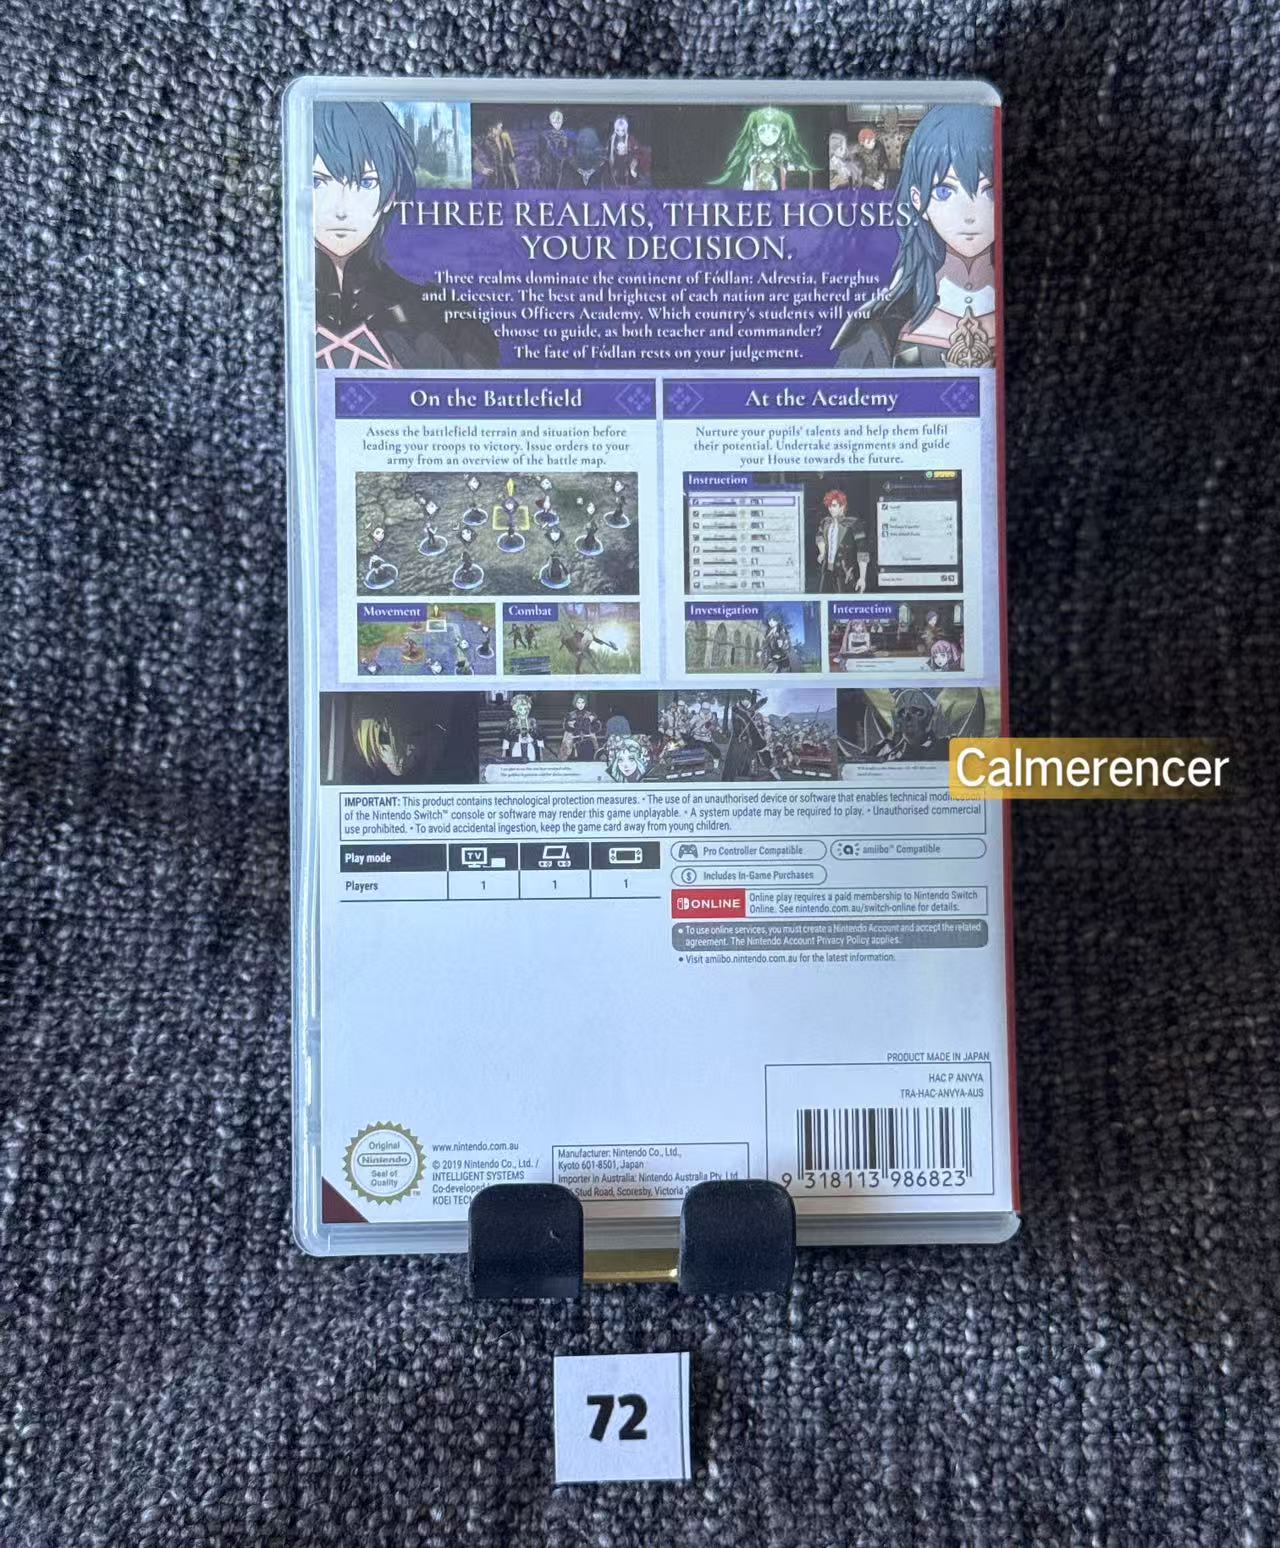 THREE REALMS, THREE HOUSES.
YOUR DECISION.
Three realms dominate the continent of Fódlan: Adrestia, Faerghus
and Leicester. The best and brightest of each nation are gathered at the
prestigious Officers Academy. Which country's students will you
choose to guide, as both teacher and commander?
The fate of Fódlan rests on your judgement.
On the Battlefield
Assess the battlefield terrain and situation before
leading your troops to victory. Issue orders to your
army from an overview of the battle map.
Movement
Combat
At the Academy
Nurture your pupils' talents and help them fulfil
their potential. Undertake assignments and guide
your House towards the future.
Instruction
Investigation
Interaction
Calmerencer
IMPORTANT: This product contains technological protection measures. • The use of an unauthorised device or software that enables technical modification
of the Nintendo Switch™ console or software may render this game unplayable. • A system update may be required to play. • Unauthorised commercial
use prohibited. • To avoid accidental ingestion, keep the game card away from young children.
Play mode
TV
Players 1 1 1
Pro Controller Compatible
amiibo™ Compatible
Includes In-Game Purchases
ONLINE
Online play requires a paid membership to Nintendo Switch
Online. See nintendo.com.au/switch-online for details.
• To use online services, you must create a Nintendo Account and accept the related
agreement. The Nintendo Account Privacy Policy applies.
• Visit amiibo.nintendo.com.au for the latest information.
PRODUCT MADE IN JAPAN
HAC P ANVYA
TRA-HAC-ANVYA-AUS
9 318113 986823
Original
Nintendo
Seal of
Quality
TM
www.nintendo.com.au
© 2019 Nintendo Co., Ltd. /
INTELLIGENT SYSTEMS
Co-developed
KOEI
Manufacturer: Nintendo Co., Ltd.,
Kyoto 601-8501, Japan
Importer in Australia: Nintendo Australia Pty. Ltd.
Stud Road, Scoresby, Victoria
72